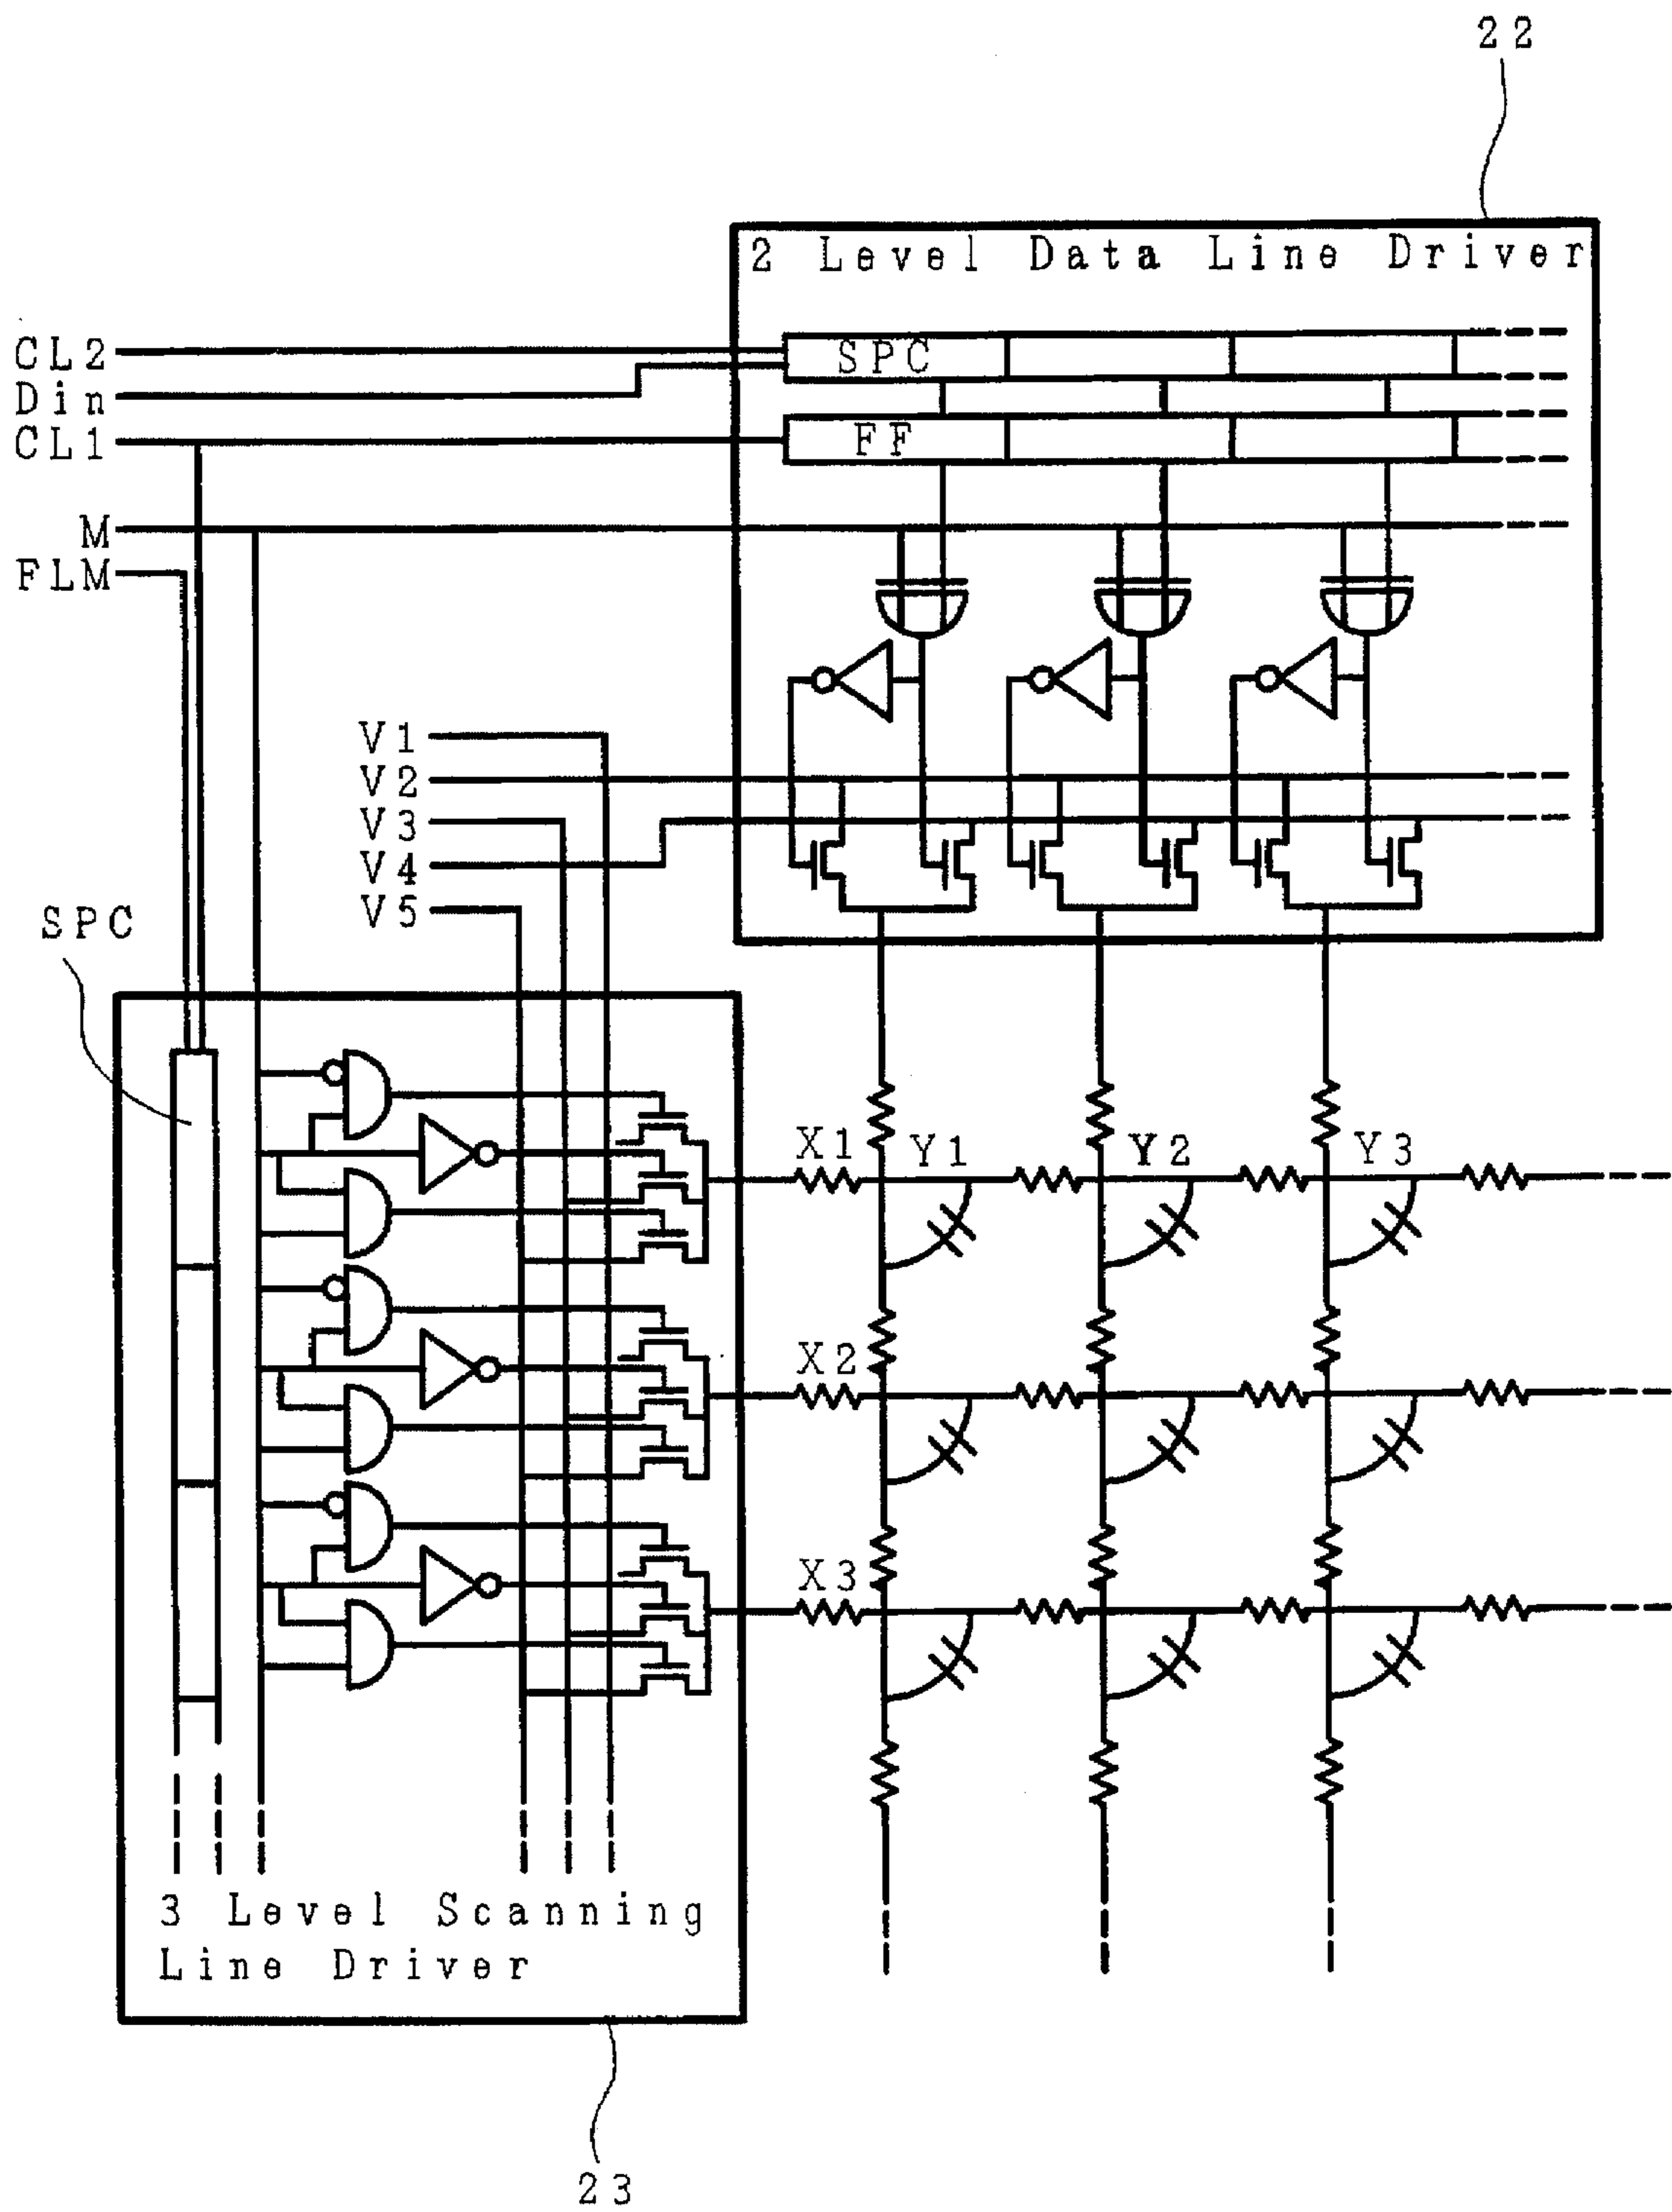 22
2 Level Data Line Driver
CL2
SPC
Din
CL1
FF
M
FLM
V1
V2
V3
V4
V5
SPC
X1
Y1
Y2
Y3
X2
X3
3 Level Scanning
Line Driver
23